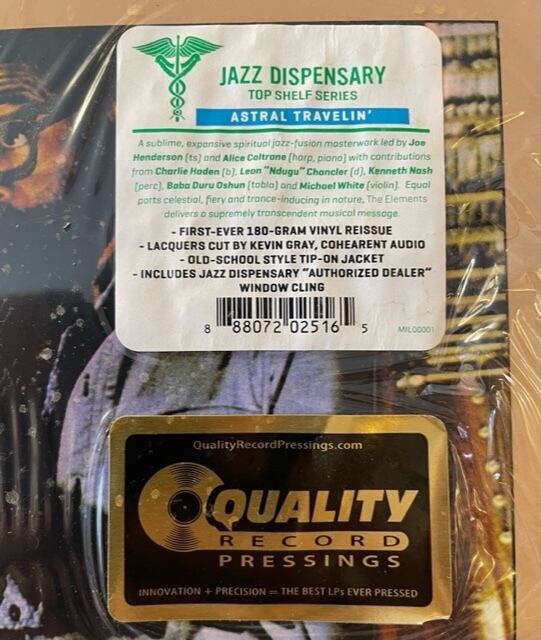 JAZZ DISPENSARY
TOP SHELF SERIES
ASTRAL TRAVELIN'
A sublime, expansive spiritual jazz-fusion masterwork led by Joe
Henderson [ts] and Alice Coltrane [harp, piano] with contributions
from Charlie Haden [b], Leon "Ndugu" Chancler [d], Kenneth Nash
[perc], Baba Duru Oshun [tabla] and Michael White [violin]. Equal
parts celestial, fiery and trance-inducing in nature, The Elements
delivers a supremely transcendent musical message.
- FIRST-EVER 180-GRAM VINYL REISSUE
- LACQUERS CUT BY KEVIN GRAY, COHEARENT AUDIO
- OLD-SCHOOL STYLE TIP-ON JACKET
- INCLUDES JAZZ DISPENSARY "AUTHORIZED DEALER"
WINDOW CLING
8 88072 02516 5
MIL00001
QualityRecordPressings.com
QUALITY
RECORD
PRESSINGS
INNOVATION + PRECISION = THE BEST LPs EVER PRESSED